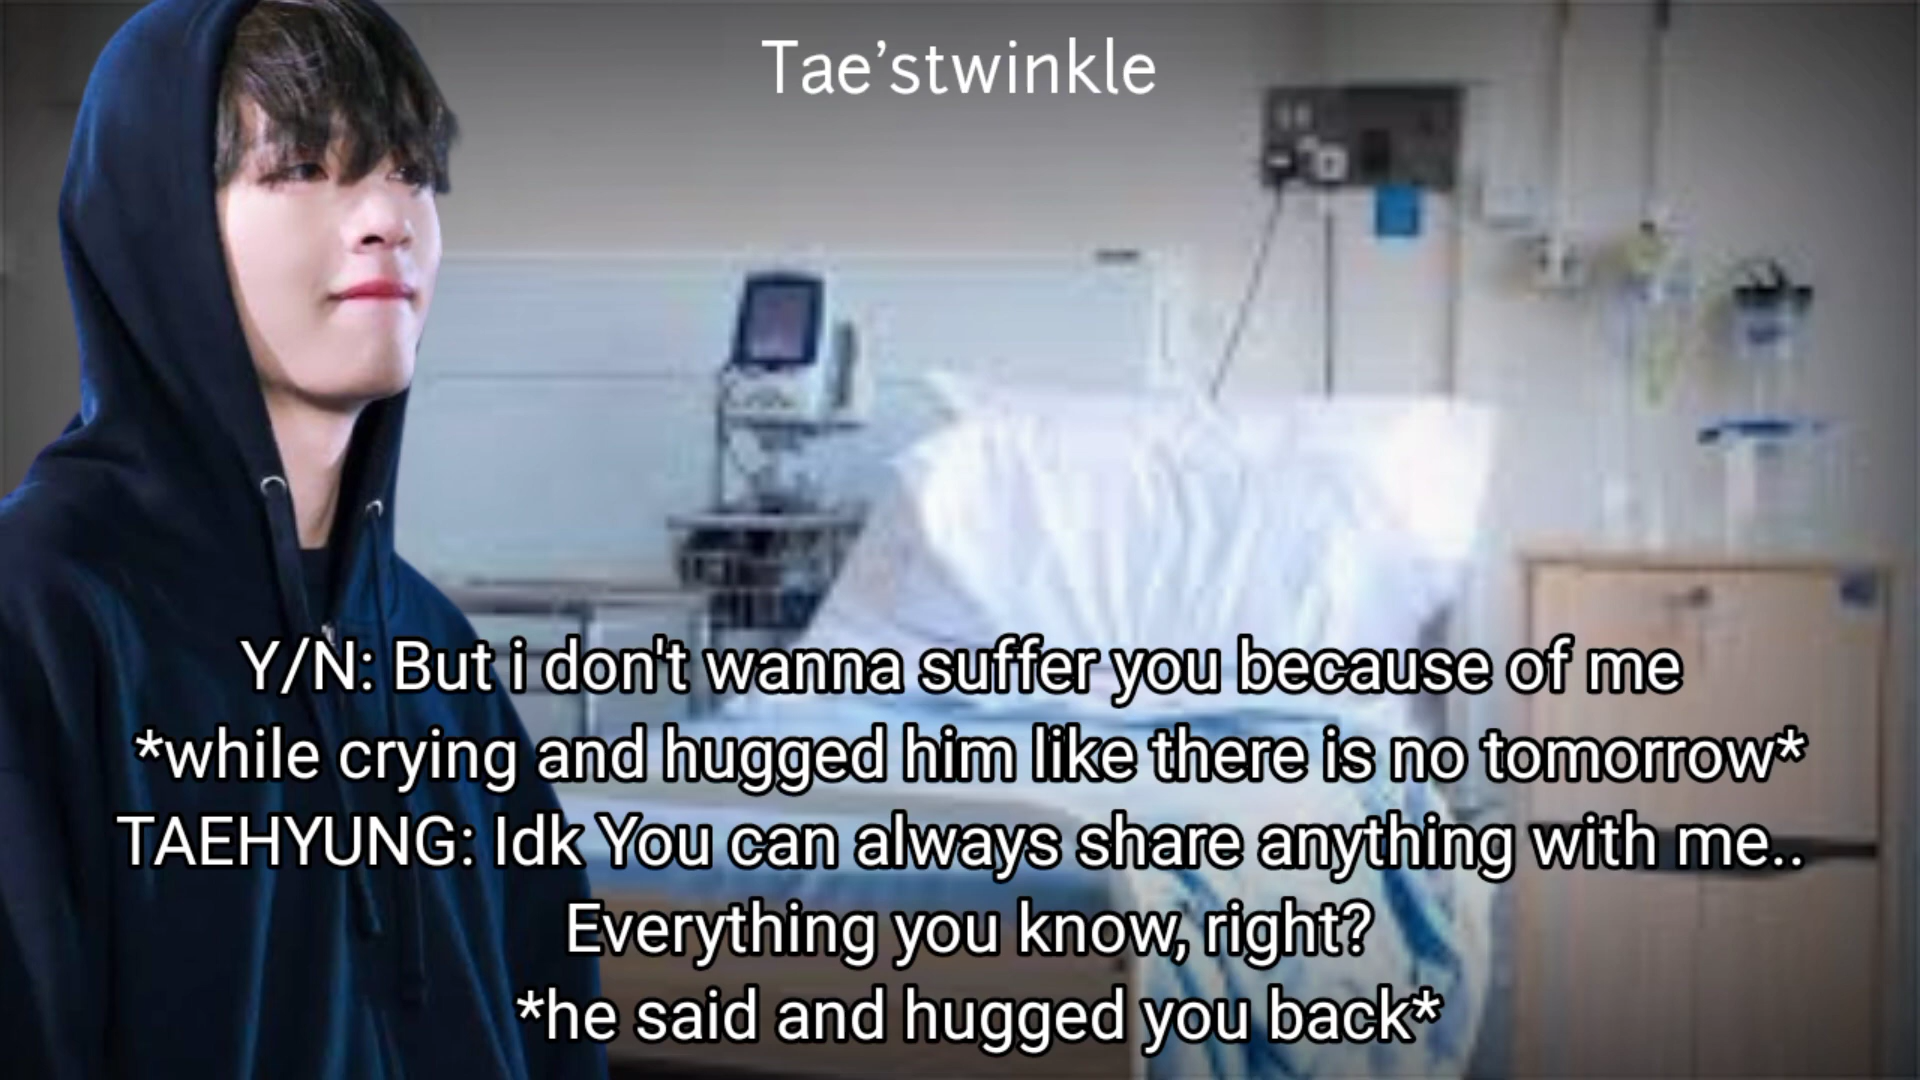 Tae’stwinkle
Y/N: But i don't wanna suffer you because of me
*while crying and hugged him like there is no tomorrow*
TAEHYUNG: Idk You can always share anything with me..
Everything you know, right?
*he said and hugged you back*